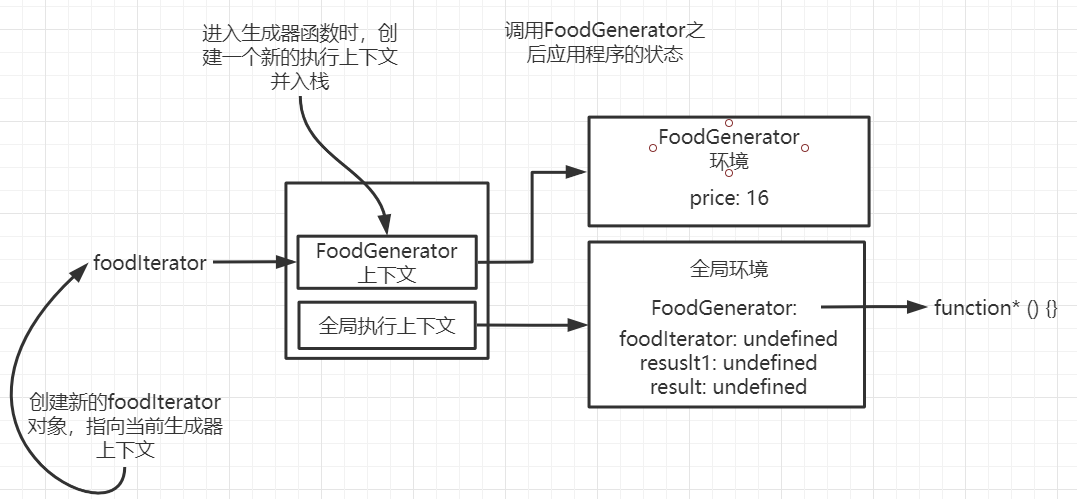 进入生成器函数时，创
建一个新的执行上下文
并入栈
调用FoodGenerator之
后应用程序的状态
FoodGenerator
环境
price: 16
foodIterator
FoodGenerator
上下文
全局执行上下文
全局环境
FoodGenerator:
function* () {}
foodIterator: undefined
resuslt1: undefined
result: undefined
创建新的foodIterator
对象，指向当前生成器
上下文